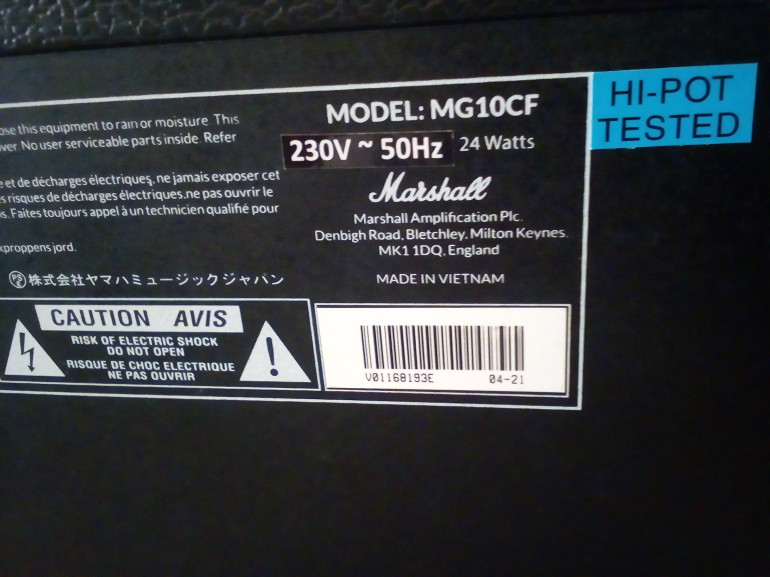 ose this equipment to rain or moisture. This
ver. No user serviceable parts inside. Refer
e et de décharges électriques, ne jamais exposer cet
s risques de décharges électriques.ne pas ouvrir le
s. Faites toujours appel à un technicien qualifié pour
kproppens jord.
PS
E
株式会社ヤマハミュージックジャパン
MODEL: MG10CF
230V ~ 50Hz 24 Watts
Marshall
Marshall Amplification Plc.
Denbigh Road, Bletchley, Milton Keynes.
MK1 1DQ, England
MADE IN VIETNAM
HI-POT
TESTED
CAUTION AVIS
RISK OF ELECTRIC SHOCK
DO NOT OPEN
RISQUE DE CHOC ELECTRIQUE
NE PAS OUVRIR
!
V01168193E 04-21